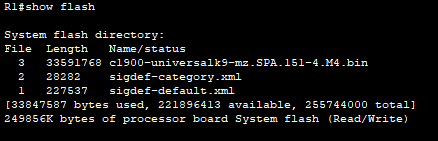 R1#show flash
System flash directory:
File  Length   Name/status
  3   33591768 c1900-universalk9-mz.SPA.151-4.M4.bin
  2   28282    sigdef-category.xml
  1   227537   sigdef-default.xml
[33847587 bytes used, 221896413 available, 255744000 total]
249856K bytes of processor board System flash (Read/Write)